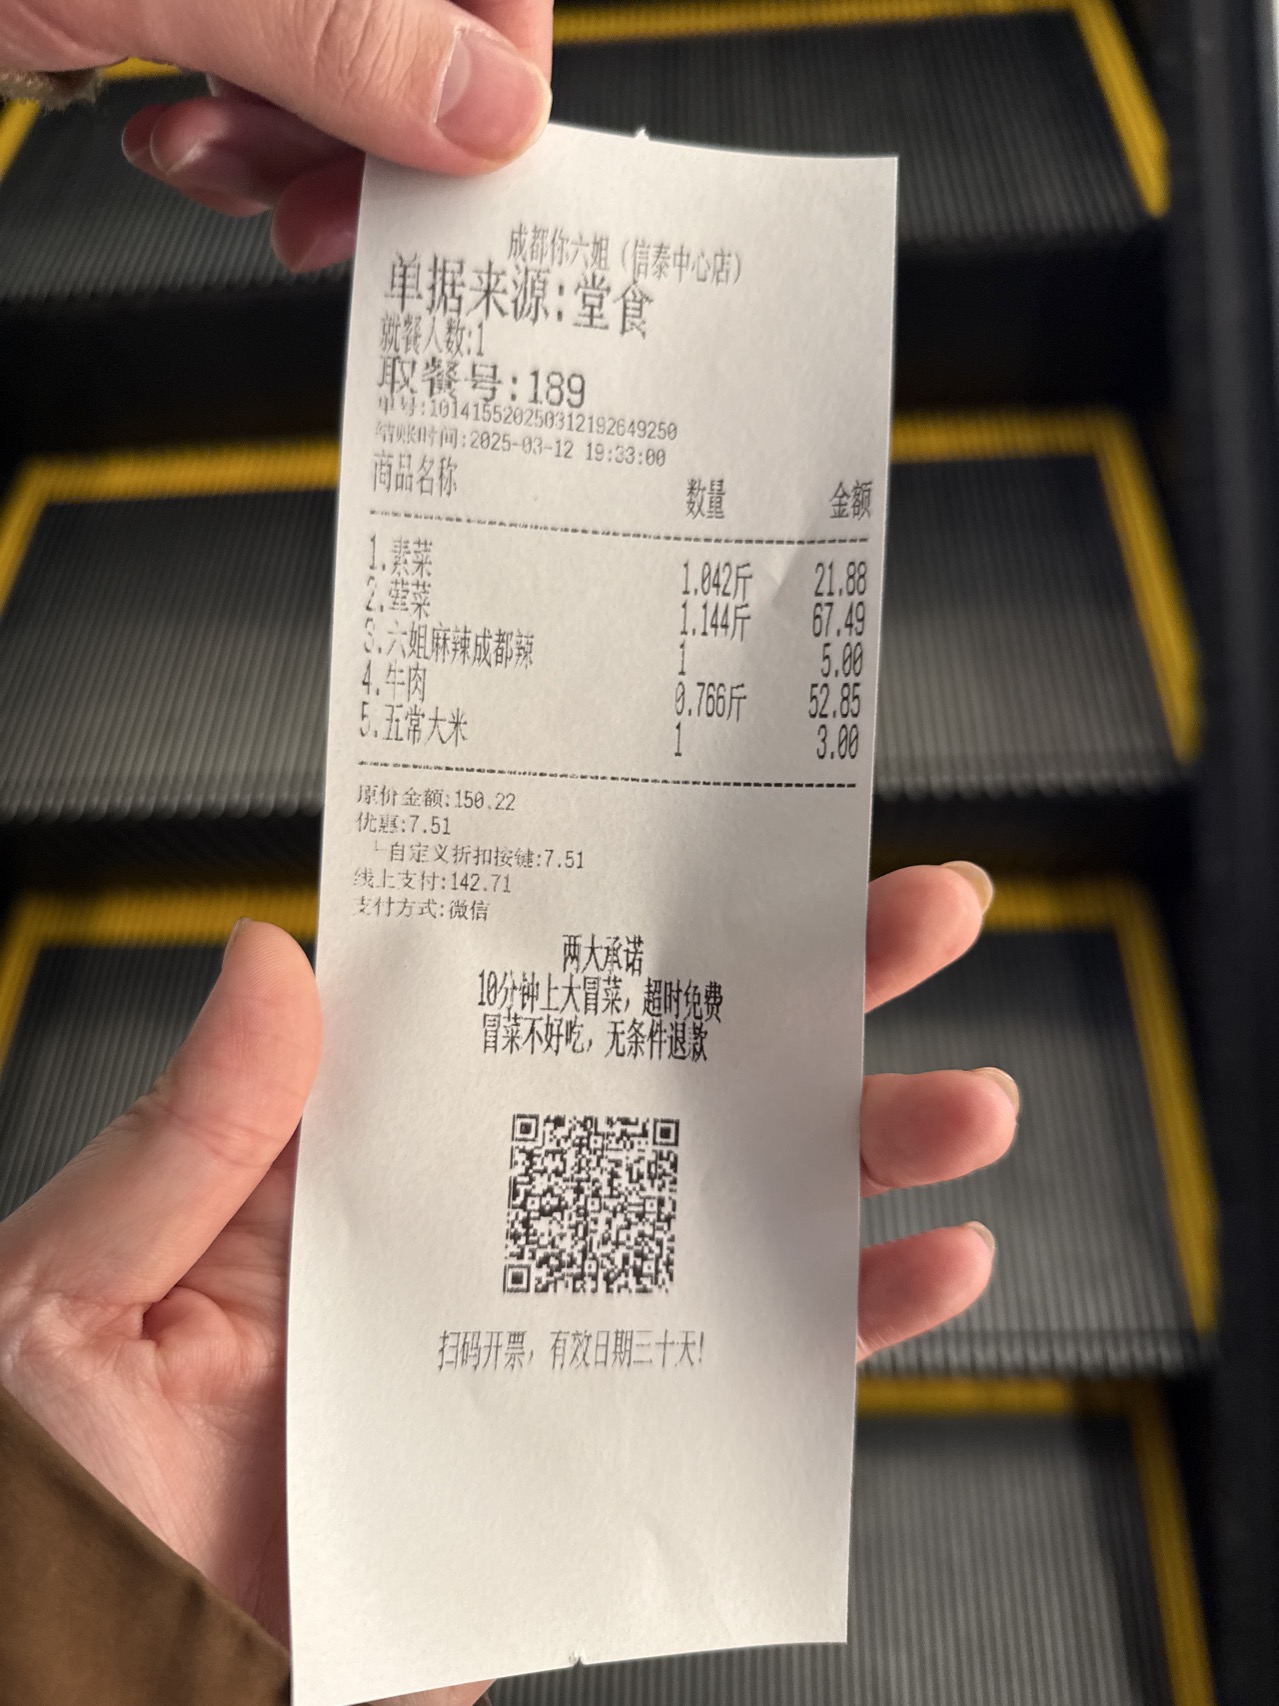 成都你六姐（信泰中心店）
单据来源:堂食
就餐人数:1
取餐号:189
单号:101415520250312192649250
结账时间:2025-03-12 19:33:00
商品名称 数量 金额
1.素菜 1.042斤 21.88
2.荤菜 1.144斤 67.49
3.六姐麻辣成都辣 1 5.00
4.牛肉 0.766斤 52.85
5.五常大米 1 3.00
原价金额:150.22
优惠:7.51
└自定义折扣按键:7.51
线上支付:142.71
支付方式:微信
两大承诺
10分钟上大冒菜，超时免费
冒菜不好吃，无条件退款
扫码开票，有效日期三十天!